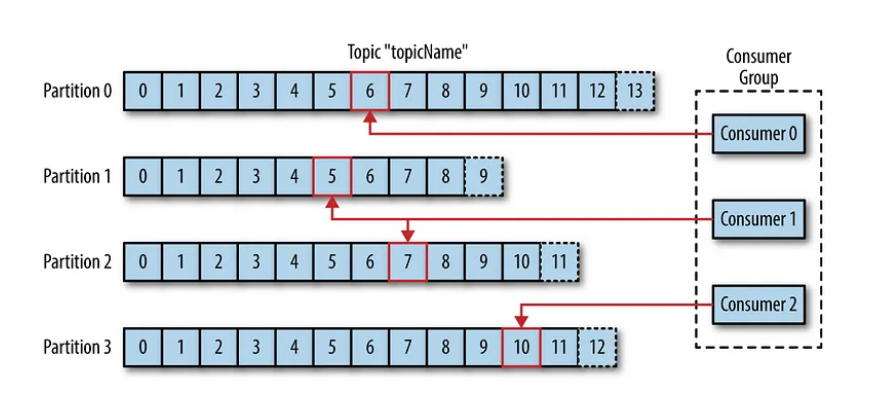 Topic "topicName"
Consumer
Group
Partition 0 0 1 2 3 4 5 6 7 8 9 10 11 12 13
Consumer 0
Partition 1 0 1 2 3 4 5 6 7 8 9
Consumer 1
Partition 2 0 1 2 3 4 5 6 7 8 9 10 11
Consumer 2
Partition 3 0 1 2 3 4 5 6 7 8 9 10 11 12